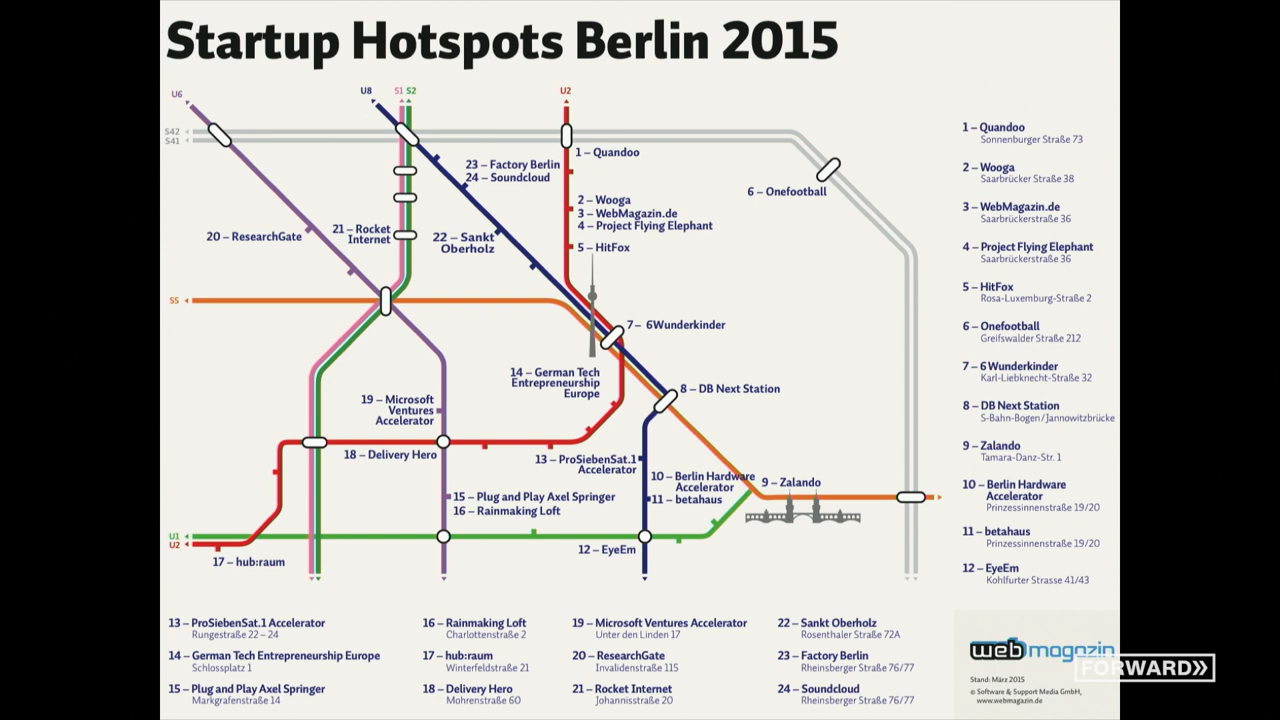 Startup Hotspots Berlin 2015
U6
U8
S1 S2
U2
S42
S41
1 – Quandoo
23 – Factory Berlin
24 – Soundcloud
6 – Onefootball
2 – Wooga
3 – WebMagazin.de
4 – Project Flying Elephant
20 – ResearchGate
21 – Rocket
Internet
22 – Sankt
Oberholz
5 – HitFox
S5
7 – 6Wunderkinder
14 – German Tech
Entrepreneurship
Europe
8 – DB Next Station
19 – Microsoft
Ventures
Accelerator
18 – Delivery Hero
13 – ProSiebenSat.1
Accelerator
10 – Berlin Hardware
Accelerator
9 – Zalando
15 – Plug and Play Axel Springer
11 – betahaus
16 – Rainmaking Loft
U1
U2
12 – EyeEm
17 – hub:raum
1 – Quandoo
Sonnenburger Straße 73
2 – Wooga
Saarbrücker Straße 38
3 – WebMagazin.de
Saarbrückerstraße 36
4 – Project Flying Elephant
Saarbrückerstraße 36
5 – HitFox
Rosa-Luxemburg-Straße 2
6 – Onefootball
Greifswalder Straße 212
7 – 6 Wunderkinder
Karl-Liebknecht-Straße 32
8 – DB Next Station
S-Bahn-Bogen / Jannowitzbrücke
9 – Zalando
Tamara-Danz-Str. 1
10 – Berlin Hardware
Accelerator
Prinzessinnenstraße 19/20
11 – betahaus
Prinzessinnenstraße 19/20
12 – EyeEm
Kohlfurter Strasse 41/43
13 – ProSiebenSat.1 Accelerator
Rungestraße 22 – 24
14 – German Tech Entrepreneurship Europe
Schlossplatz 1
15 – Plug and Play Axel Springer
Markgrafenstraße 14
16 – Rainmaking Loft
Charlottenstraße 2
17 – hub:raum
Winterfeldstraße 21
18 – Delivery Hero
Mohrenstraße 60
19 – Microsoft Ventures Accelerator
Unter den Linden 17
20 – ResearchGate
Invalidenstraße 115
21 – Rocket Internet
Johannisstraße 20
22 – Sankt Oberholz
Rosenthaler Straße 72A
23 – Factory Berlin
Rheinsberger Straße 76/77
24 – Soundcloud
Rheinsberger Straße 76/77
webmagazin
FORWARD»
Stand: März 2015
© Software & Support Media GmbH,
www.webmagazin.de